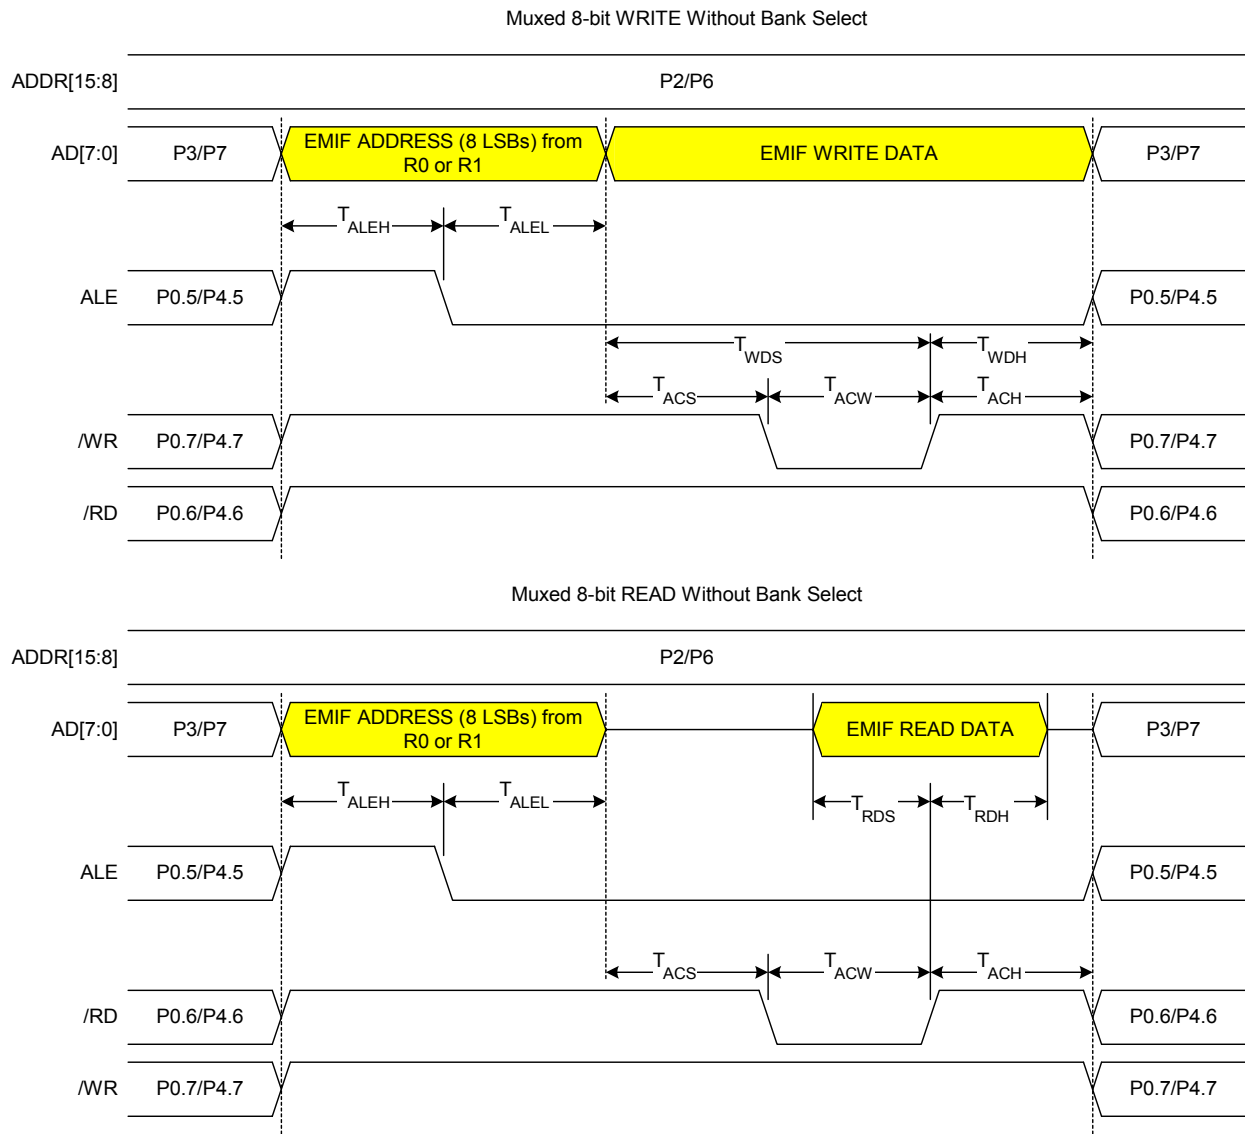 Muxed 8-bit WRITE Without Bank Select
ADDR[15:8] P2/P6
AD[7:0] P3/P7 EMIF ADDRESS (8 LSBs) from R0 or R1 EMIF WRITE DATA P3/P7
TALEH TALEL
ALE P0.5/P4.5 P0.5/P4.5
TWDS TWDH
TACS TACW TACH
/WR P0.7/P4.7 P0.7/P4.7
/RD P0.6/P4.6 P0.6/P4.6
Muxed 8-bit READ Without Bank Select
ADDR[15:8] P2/P6
AD[7:0] P3/P7 EMIF ADDRESS (8 LSBs) from R0 or R1 EMIF READ DATA P3/P7
TALEH TALEL TRDS TRDH
ALE P0.5/P4.5 P0.5/P4.5
TACS TACW TACH
/RD P0.6/P4.6 P0.6/P4.6
/WR P0.7/P4.7 P0.7/P4.7